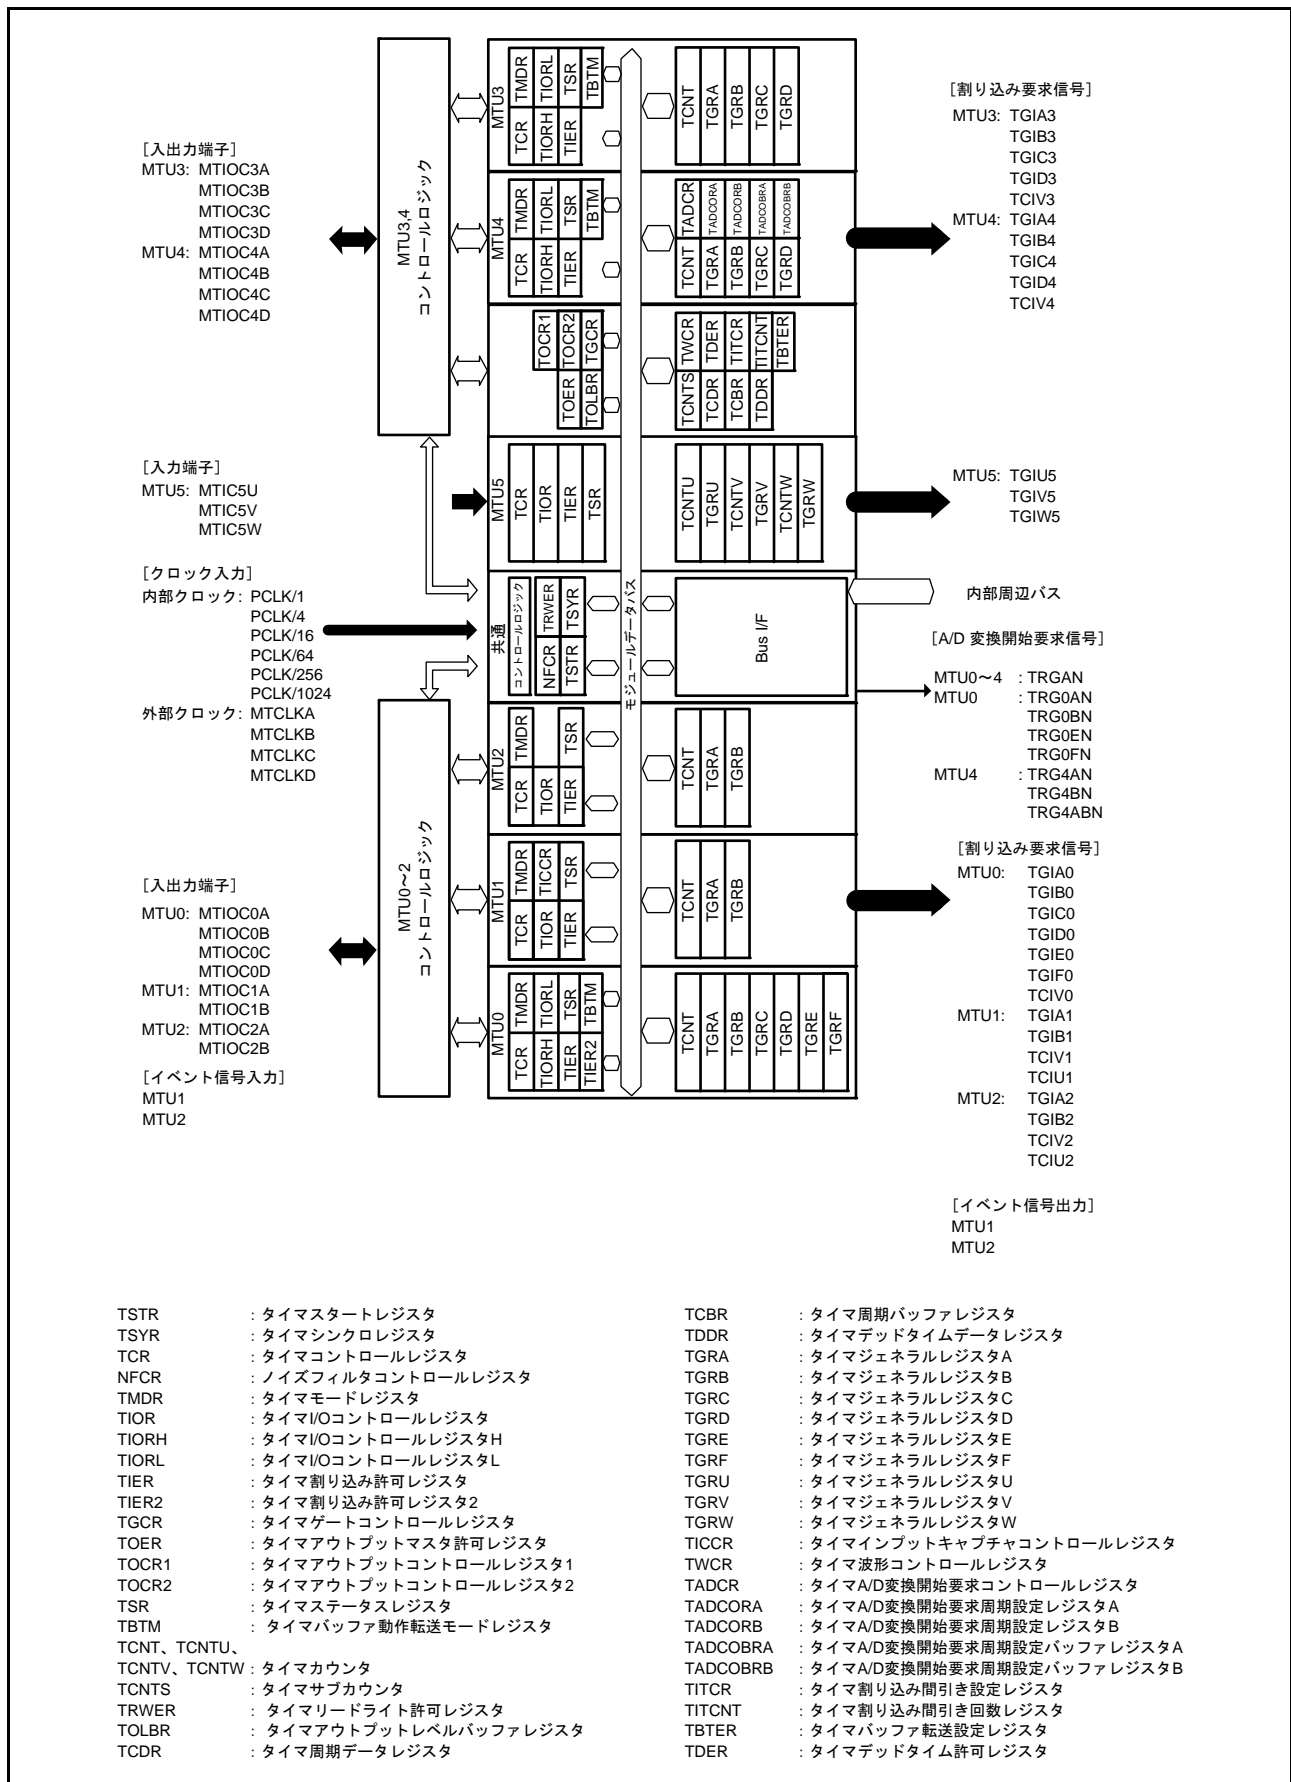 [入出力端子]
MTU3: MTIOC3A
MTIOC3B
MTIOC3C
MTIOC3D
MTU4: MTIOC4A
MTIOC4B
MTIOC4C
MTIOC4D
[入力端子]
MTU5: MTIC5U
MTIC5V
MTIC5W
[クロック入力]
内部クロック: PCLK/1
PCLK/4
PCLK/16
PCLK/64
PCLK/256
PCLK/1024
外部クロック: MTCLKA
MTCLKB
MTCLKC
MTCLKD
[入出力端子]
MTU0: MTIOC0A
MTIOC0B
MTIOC0C
MTIOC0D
MTU1: MTIOC1A
MTIOC1B
MTU2: MTIOC2A
MTIOC2B
[イベント信号入力]
MTU1
MTU2
MTU3,4
コントロールロジック
MTU0～2
コントロールロジック
MTU3
TCR
TMDR
TIORH
TIORL
TIER
TSR
TBTM
TCNT
TGRA
TGRB
TGRC
TGRD
MTU4
TCR
TMDR
TIORH
TIORL
TIER
TSR
TBTM
TCNT
TADCR
TGRA
TADCORA
TGRB
TADCORB
TGRC
TADCOBRA
TGRD
TADCOBRB
TOCR1
TOER
TOCR2
TOLBR
TGCR
TCNTS
TWCR
TCDR
TDER
TCBR
TITCR
TDDR
TITCNT
TBTER
MTU5
TCR
TIOR
TIER
TSR
TCNTU
TGRU
TCNTV
TGRV
TCNTW
TGRW
共通
コントロールロジック
NFCR
TRWER
TSTR
TSYR
モジュールデータバス
Bus I/F
MTU2
TCR
TMDR
TIOR
TIER
TSR
TCNT
TGRA
TGRB
MTU1
TCR
TMDR
TIOR
TICCR
TIER
TSR
TCNT
TGRA
TGRB
MTU0
TCR
TMDR
TIORH
TIORL
TIER
TSR
TIER2
TBTM
TCNT
TGRA
TGRB
TGRC
TGRD
TGRE
TGRF
[割り込み要求信号]
MTU3: TGIA3
TGIB3
TGIC3
TGID3
TCIV3
MTU4: TGIA4
TGIB4
TGIC4
TGID4
TCIV4
MTU5: TGIU5
TGIV5
TGIW5
内部周辺バス
[A/D 変換開始要求信号]
MTU0～4 : TRGAN
MTU0 : TRG0AN
TRG0BN
TRG0EN
TRG0FN
MTU4 : TRG4AN
TRG4BN
TRG4ABN
[割り込み要求信号]
MTU0: TGIA0
TGIB0
TGIC0
TGID0
TGIE0
TGIF0
TCIV0
MTU1: TGIA1
TGIB1
TCIV1
TCIU1
MTU2: TGIA2
TGIB2
TCIV2
TCIU2
[イベント信号出力]
MTU1
MTU2
TSTR : タイマスタートレジスタ
TSYR : タイマシンクロレジスタ
TCR : タイマコントロールレジスタ
NFCR : ノイズフィルタコントロールレジスタ
TMDR : タイマモードレジスタ
TIOR : タイマI/Oコントロールレジスタ
TIORH : タイマI/OコントロールレジスタH
TIORL : タイマI/OコントロールレジスタL
TIER : タイマ割り込み許可レジスタ
TIER2 : タイマ割り込み許可レジスタ2
TGCR : タイマゲートコントロールレジスタ
TOER : タイマアウトプットマスタ許可レジスタ
TOCR1 : タイマアウトプットコントロールレジスタ1
TOCR2 : タイマアウトプットコントロールレジスタ2
TSR : タイマステータスレジスタ
TBTM : タイマバッファ動作転送モードレジスタ
TCNT、TCNTU、
TCNTV、TCNTW : タイマカウンタ
TCNTS : タイマサブカウンタ
TRWER : タイマリードライト許可レジスタ
TOLBR : タイマアウトプットレベルバッファレジスタ
TCDR : タイマ周期データレジスタ
TCBR : タイマ周期バッファレジスタ
TDDR : タイマデッドタイムデータレジスタ
TGRA : タイマジェネラルレジスタA
TGRB : タイマジェネラルレジスタB
TGRC : タイマジェネラルレジスタC
TGRD : タイマジェネラルレジスタD
TGRE : タイマジェネラルレジスタE
TGRF : タイマジェネラルレジスタF
TGRU : タイマジェネラルレジスタU
TGRV : タイマジェネラルレジスタV
TGRW : タイマジェネラルレジスタW
TICCR : タイマインプットキャプチャコントロールレジスタ
TWCR : タイマ波形コントロールレジスタ
TADCR : タイマA/D変換開始要求コントロールレジスタ
TADCORA : タイマA/D変換開始要求周期設定レジスタA
TADCORB : タイマA/D変換開始要求周期設定レジスタB
TADCOBRA : タイマA/D変換開始要求周期設定バッファレジスタA
TADCOBRB : タイマA/D変換開始要求周期設定バッファレジスタB
TITCR : タイマ割り込み間引き設定レジスタ
TITCNT : タイマ割り込み間引き回数レジスタ
TBTER : タイマバッファ転送設定レジスタ
TDER : タイマデッドタイム許可レジスタ